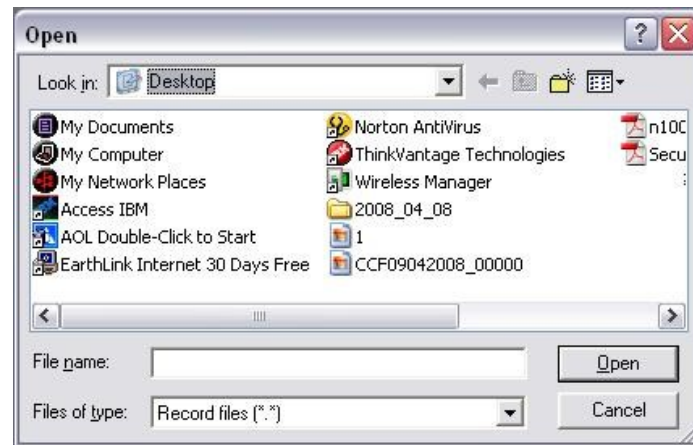 Open
Look in: Desktop
My Documents
My Computer
My Network Places
Access IBM
AOL Double-Click to Start
EarthLink Internet 30 Days Free
Norton AntiVirus
ThinkVantage Technologies
Wireless Manager
2008_04_08
1
CCF09042008_00000
n10C
Secu
File name:
Open
Files of type: Record files (*.*)
Cancel